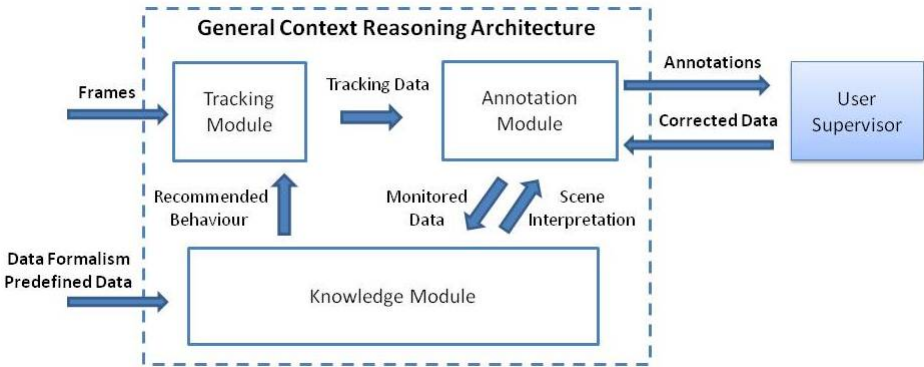 General Context Reasoning Architecture
Frames
Tracking
Module
Tracking Data
Annotation
Module
Annotations
Corrected Data
User
Supervisor
Recommended
Behaviour
Monitored
Data
Scene
Interpretation
Data Formalism
Predefined Data
Knowledge Module